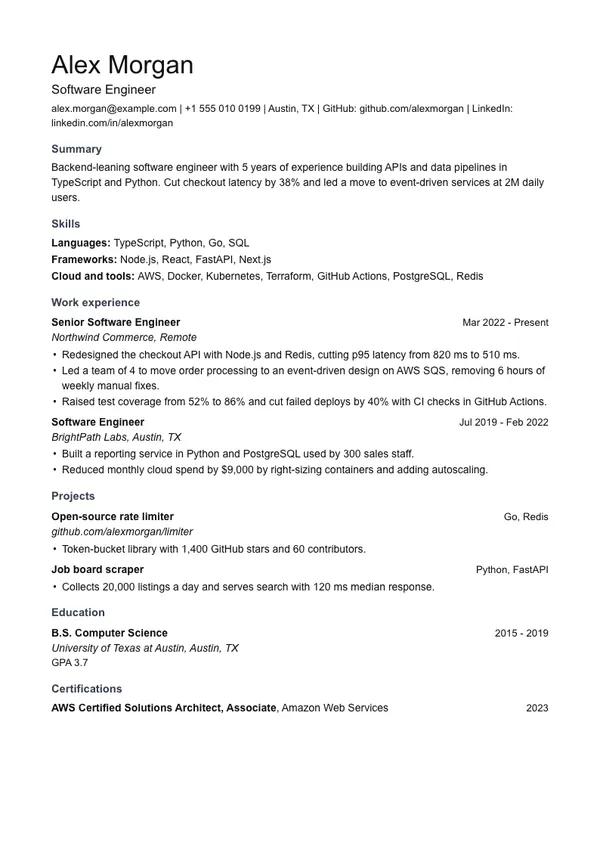 Alex Morgan
Software Engineer
alex.morgan@example.com | +1 555 010 0199 | Austin, TX | GitHub: github.com/alexmorgan | LinkedIn:
linkedin.com/in/alexmorgan
Summary
Backend-leaning software engineer with 5 years of experience building APIs and data pipelines in
TypeScript and Python. Cut checkout latency by 38% and led a move to event-driven services at 2M daily
users.
Skills
Languages: TypeScript, Python, Go, SQL
Frameworks: Node.js, React, FastAPI, Next.js
Cloud and tools: AWS, Docker, Kubernetes, Terraform, GitHub Actions, PostgreSQL, Redis
Work experience
Senior Software Engineer Mar 2022 - Present
Northwind Commerce, Remote
• Redesigned the checkout API with Node.js and Redis, cutting p95 latency from 820 ms to 510 ms.
• Led a team of 4 to move order processing to an event-driven design on AWS SQS, removing 6 hours of
weekly manual fixes.
• Raised test coverage from 52% to 86% and cut failed deploys by 40% with CI checks in GitHub Actions.
Software Engineer Jul 2019 - Feb 2022
BrightPath Labs, Austin, TX
• Built a reporting service in Python and PostgreSQL used by 300 sales staff.
• Reduced monthly cloud spend by $9,000 by right-sizing containers and adding autoscaling.
Projects
Open-source rate limiter Go, Redis
github.com/alexmorgan/limiter
• Token-bucket library with 1,400 GitHub stars and 60 contributors.
Job board scraper Python, FastAPI
• Collects 20,000 listings a day and serves search with 120 ms median response.
Education
B.S. Computer Science 2015 - 2019
University of Texas at Austin, Austin, TX
GPA 3.7
Certifications
AWS Certified Solutions Architect, Associate, Amazon Web Services 2023